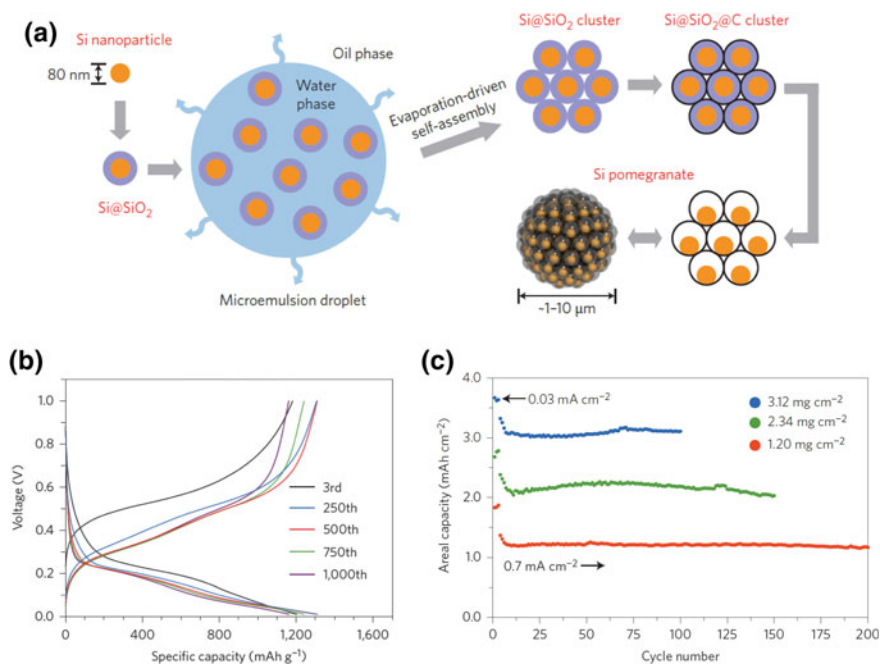 (a)
Si nanoparticle
80 nm
Si@SiO₂
Oil phase
Water
phase
Microemulsion droplet
Evaporation-driven
self-assembly
Si@SiO₂ cluster
Si@SiO₂@C cluster
Si pomegranate
~1–10 μm
(b)
Voltage (V)
1.0
0.8
0.6
0.4
0.2
0.0
3rd
250th
500th
750th
1,000th
0 400 800 1,200 1,600
Specific capacity (mAh g⁻¹)
(c)
Areal capacity (mAh cm⁻²)
4.0
3.0
2.0
1.0
0.0
0.03 mA cm⁻²
3.12 mg cm⁻²
2.34 mg cm⁻²
1.20 mg cm⁻²
0.7 mA cm⁻²
0 25 50 75 100 125 150 175 200
Cycle number